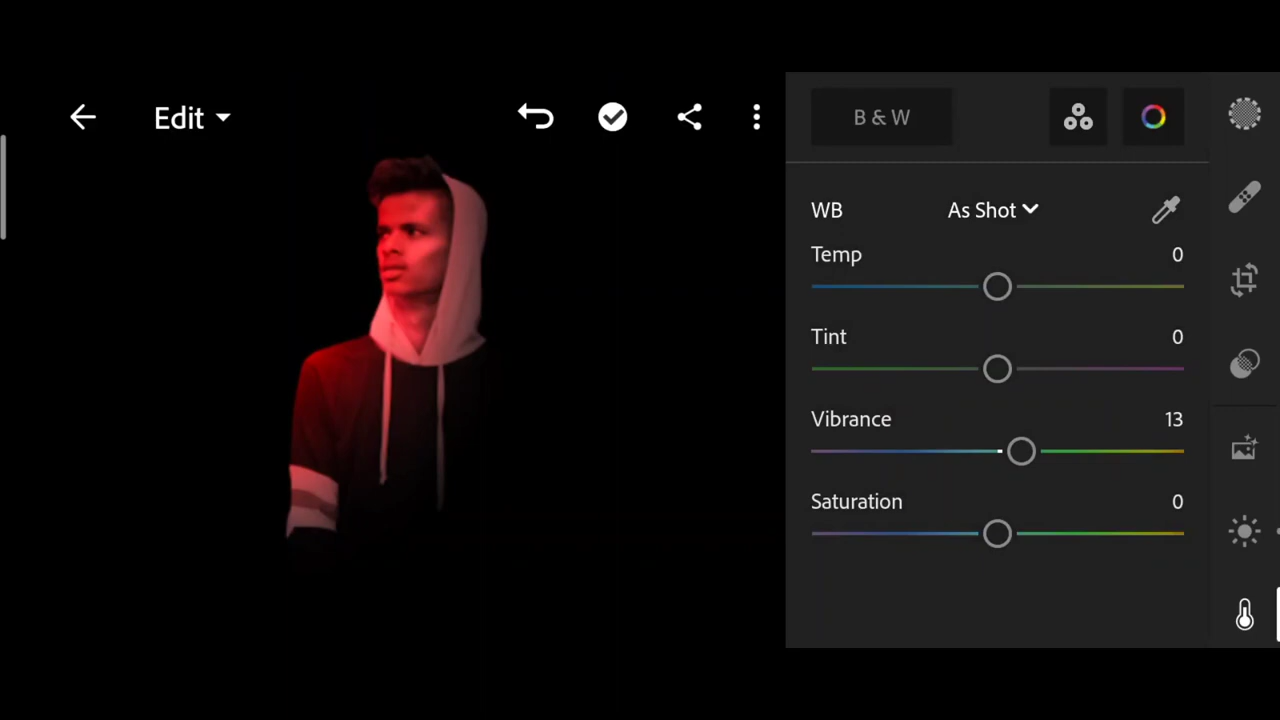 Edit
B & W
WB As Shot
Temp 0
Tint 0
Vibrance 13
Saturation 0